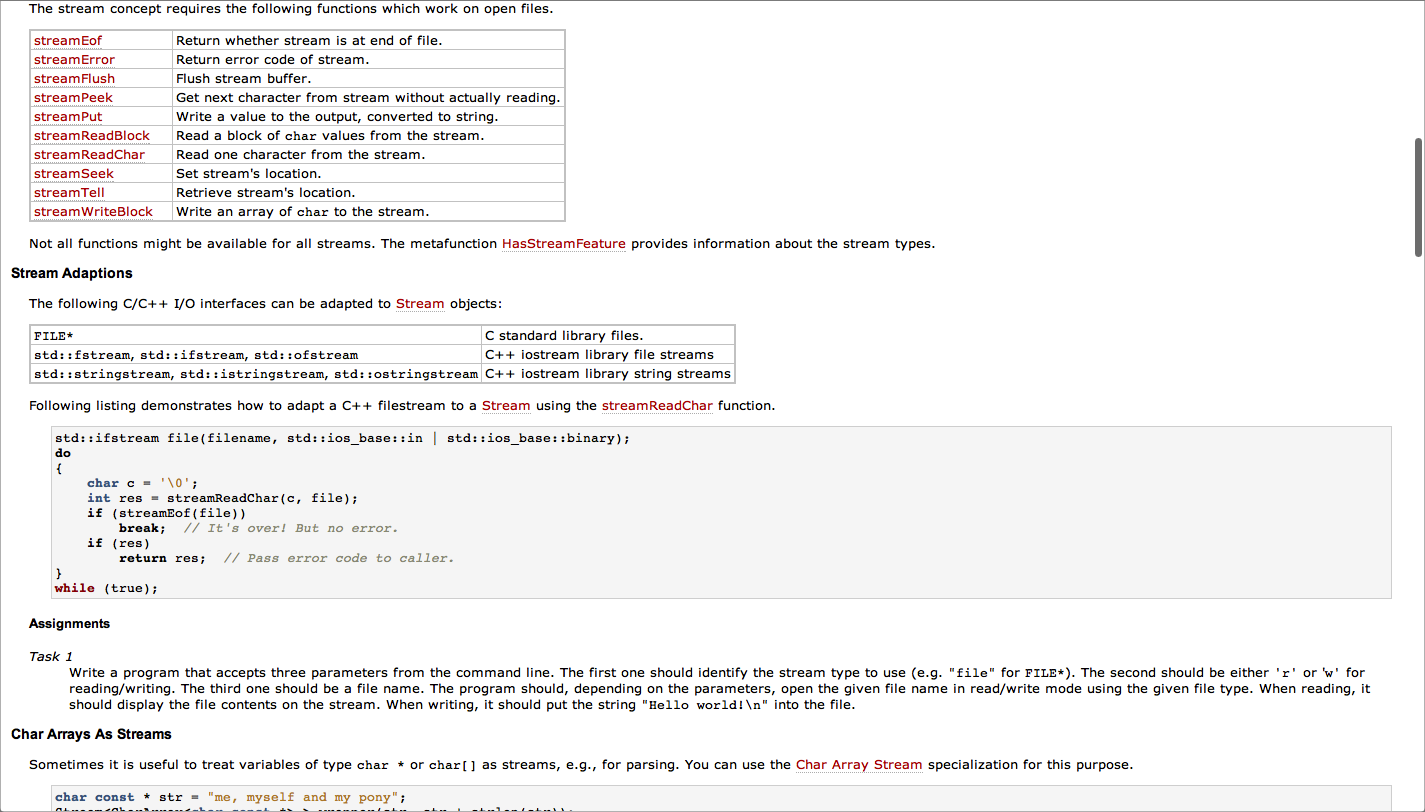 The stream concept requires the following functions which work on open files.
streamEof Return whether stream is at end of file.
streamError Return error code of stream.
streamFlush Flush stream buffer.
streamPeek Get next character from stream without actually reading.
streamPut Write a value to the output, converted to string.
streamReadBlock Read a block of char values from the stream.
streamReadChar Read one character from the stream.
streamSeek Set stream's location.
streamTell Retrieve stream's location.
streamWriteBlock Write an array of char to the stream.
Not all functions might be available for all streams. The metafunction HasStreamFeature provides information about the stream types.
Stream Adaptions
The following C/C++ I/O interfaces can be adapted to Stream objects:
FILE* C standard library files.
std::fstream, std::ifstream, std::ofstream C++ iostream library file streams
std::stringstream, std::istringstream, std::ostringstream C++ iostream library string streams
Following listing demonstrates how to adapt a C++ filestream to a Stream using the streamReadChar function.
std::ifstream file(filename, std::ios_base::in | std::ios_base::binary);
do
{
    char c = '\0';
    int res = streamReadChar(c, file);
    if (streamEof(file))
        break;  // It's over! But no error.
    if (res)
        return res;  // Pass error code to caller.
}
while (true);
Assignments
Task 1
Write a program that accepts three parameters from the command line. The first one should identify the stream type to use (e.g. "file" for FILE*). The second should be either 'r' or 'w' for
reading/writing. The third one should be a file name. The program should, depending on the parameters, open the given file name in read/write mode using the given file type. When reading, it
should display the file contents on the stream. When writing, it should put the string "Hello world!\n" into the file.
Char Arrays As Streams
Sometimes it is useful to treat variables of type char * or char[] as streams, e.g., for parsing. You can use the Char Array Stream specialization for this purpose.
char const * str = "me, myself and my pony";